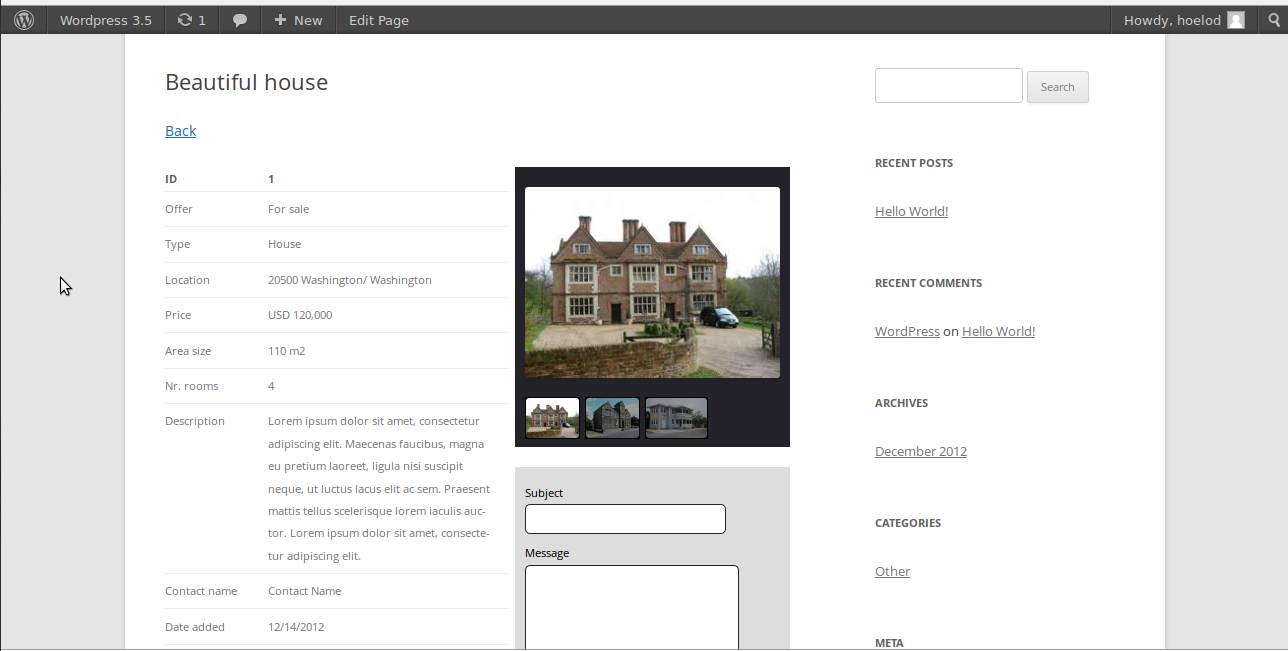 Wordpress 3.5 1 New Edit Page Howdy, hoelod
Beautiful house
Search
Back
ID 1
Offer For sale
Type House
Location 20500 Washington/ Washington
Price USD 120,000
Area size 110 m2
Nr. rooms 4
Description Lorem ipsum dolor sit amet, consectetur
adipiscing elit. Maecenas faucibus, magna
eu pretium laoreet, ligula nisi suscipit
neque, ut luctus lacus elit ac sem. Praesent
mattis tellus scelerisque lorem iaculis auc-
tor. Lorem ipsum dolor sit amet, consecte-
tur adipiscing elit.
Contact name Contact Name
Date added 12/14/2012
Subject
Message
RECENT POSTS
Hello World!
RECENT COMMENTS
WordPress on Hello World!
ARCHIVES
December 2012
CATEGORIES
Other
META